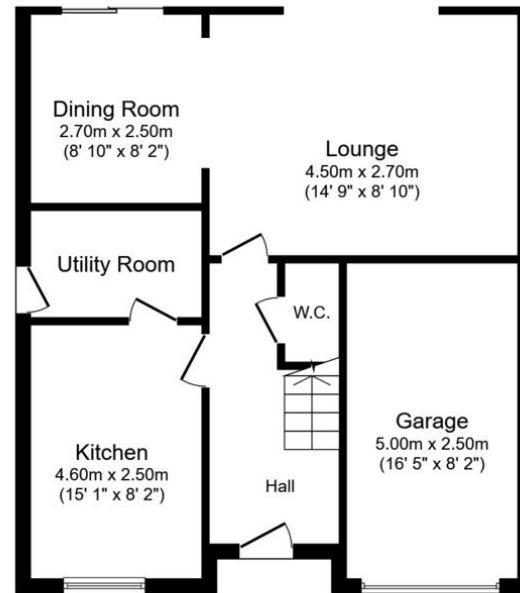 Dining Room
2.70m x 2.50m
(8' 10" x 8' 2")
Lounge
4.50m x 2.70m
(14' 9" x 8' 10")
Utility Room
W.C.
Kitchen
4.60m x 2.50m
(15' 1" x 8' 2")
Hall
Garage
5.00m x 2.50m
(16' 5" x 8' 2")